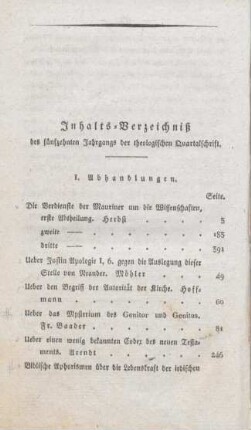 Inhalts-Verzeichniß
des fünfzehnten Jahrgangs der theologischen Quartalschrift.
I. Abhandlungen.
Seite.
Die Verdienste der Mauriner um die Wissenschaften,
erste Abtheilung. Herbst . . . 3
zweite — . . . . . 185
dritte — . . . . . 391
Ueber Justin Apologie I, 6. gegen die Auslegung dieser
Stelle von Neander. Möhler . . . 49
Ueber den Begriff der Autorität der Kirche. Hoff-
mann . . . . . . 60
Ueber das Mysterium des Genitor und Genitus.
Fr. Baader . . . . . 81
Ueber einen wenig bekannten Codex des neuen Testa-
ments. Arendt . . . . . 246
Biblische Aphorismen über die Lebenskraft der irdischen